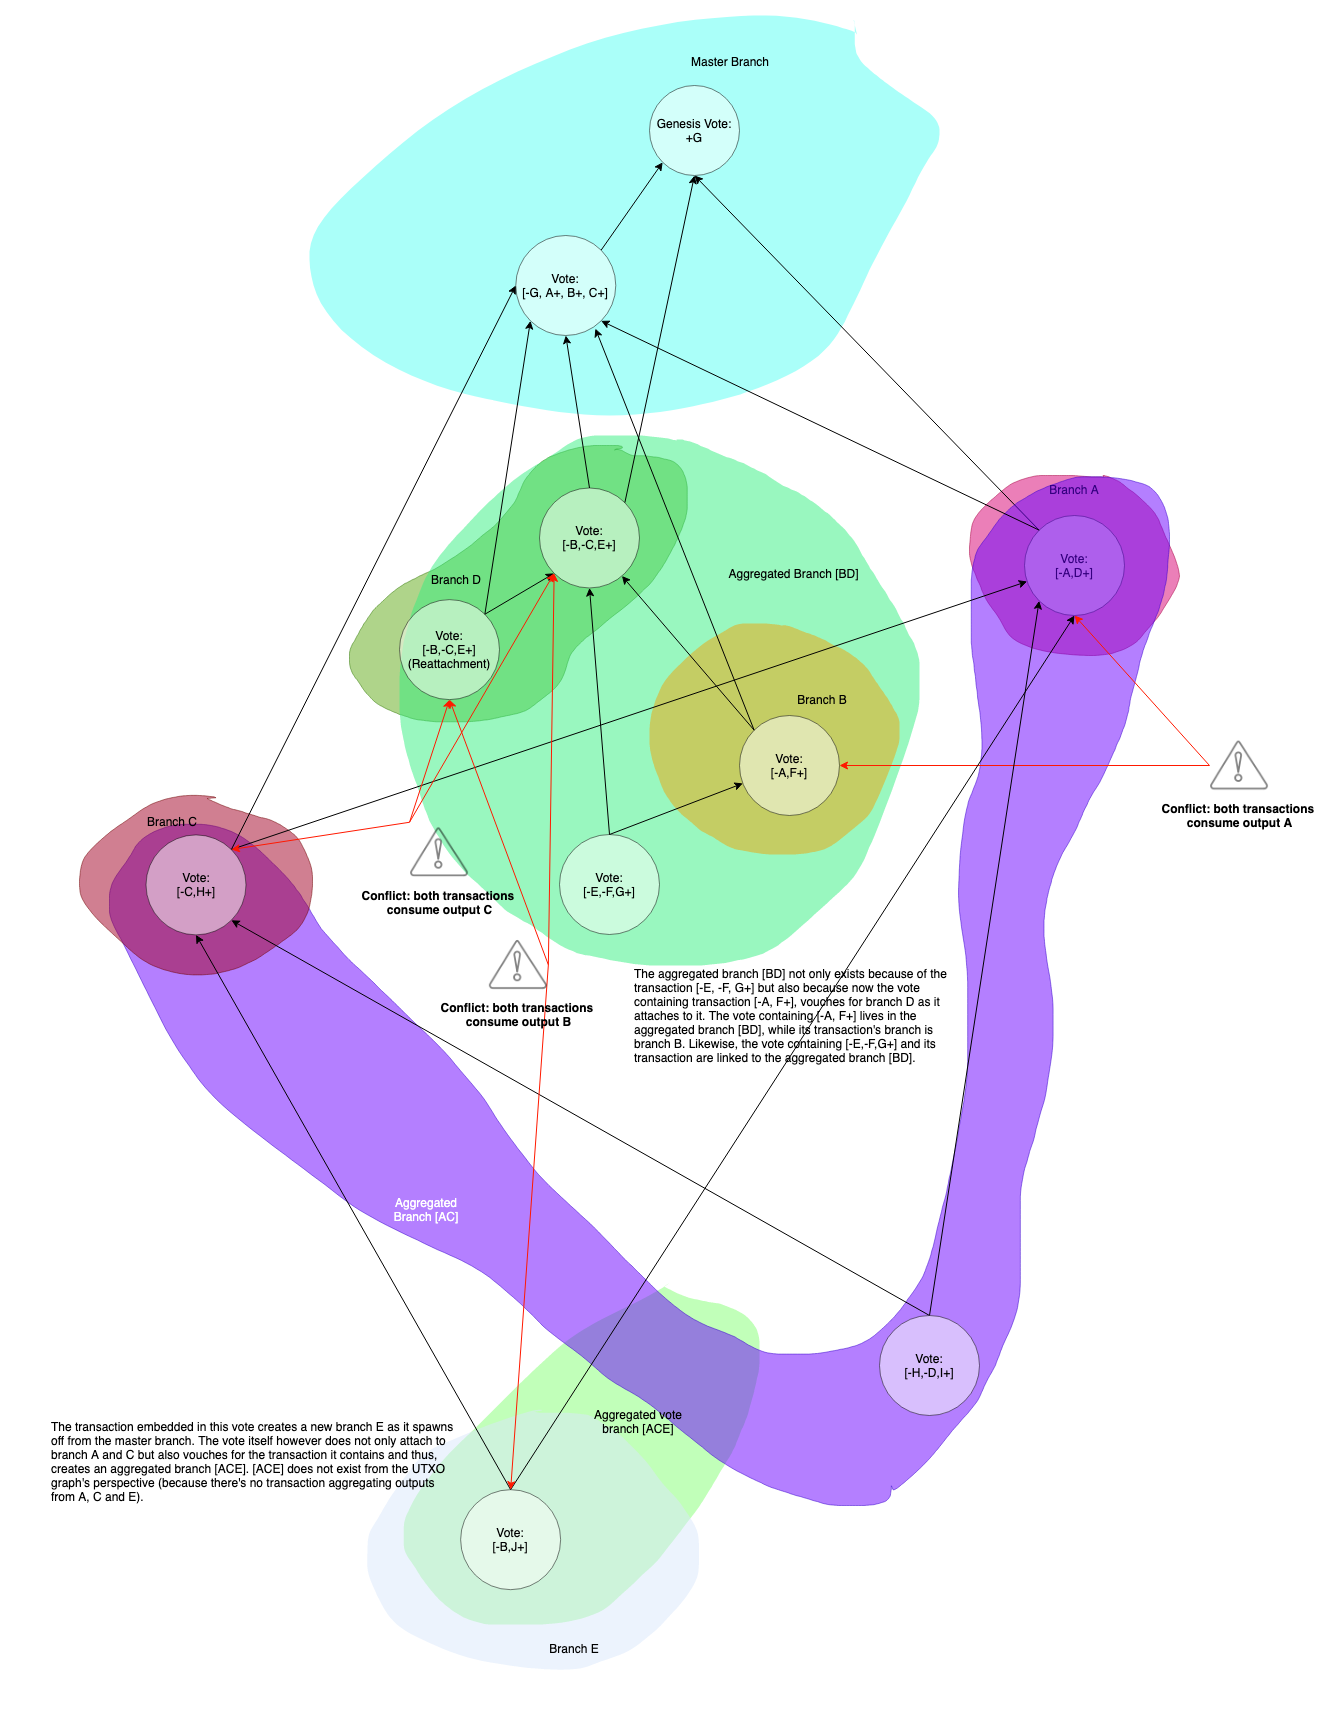 Master Branch
Genesis Vote:
+G
Vote:
[-G, A+, B+, C+]
Branch A
Vote:
[-B,-C,E+]
Vote:
[-A,D+]
Aggregated Branch [BD]
Branch D
Vote:
[-B,-C,E+]
(Reattachment)
Branch B
Vote:
[-A,F+]
Conflict: both transactions
consume output A
Branch C
Vote:
[-C,H+]
Vote:
[-E,-F,G+]
Conflict: both transactions
consume output C
Conflict: both transactions
consume output B
The aggregated branch [BD] not only exists because of the
transaction [-E, -F, G+] but also because now the vote
containing transaction [-A, F+], vouches for branch D as it
attaches to it. The vote containing [-A, F+] lives in the
aggregated branch [BD], while its transaction's branch is
branch B. Likewise, the vote containing [-E,-F,G+] and its
transaction are linked to the aggregated branch [BD].
Aggregated
Branch [AC]
Vote:
[-H,-D,I+]
Aggregated vote
branch [ACE]
The transaction embedded in this vote creates a new branch E as it spawns
off from the master branch. The vote itself however does not only attach to
branch A and C but also vouches for the transaction it contains and thus,
creates an aggregated branch [ACE]. [ACE] does not exist from the UTXO
graph's perspective (because there's no transaction aggregating outputs
from A, C and E).
Vote:
[-B,J+]
Branch E